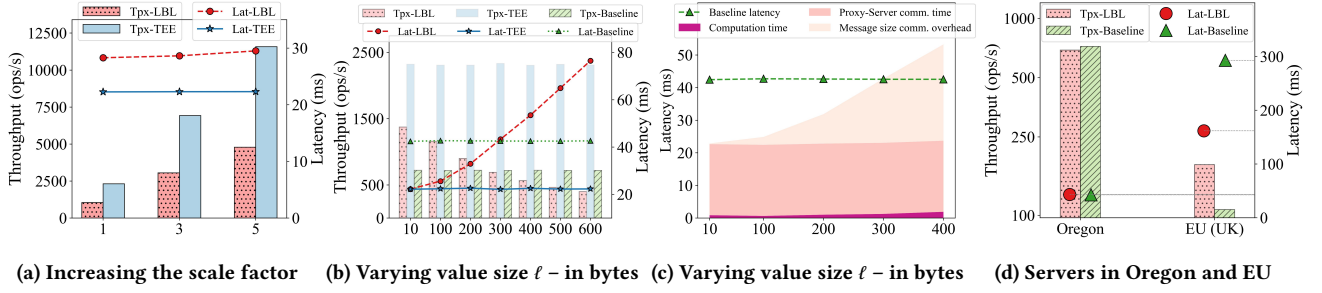 Tpx-LBL
Lat-LBL
Tpx-TEE
Lat-TEE
12500
10000
7500
5000
2500
0
Throughput (ops/s)
30
20
10
0
Latency (ms)
1
3
5
(a) Increasing the scale factor
Tpx-LBL
Tpx-TEE
Tpx-Baseline
Lat-LBL
Lat-TEE
Lat-Baseline
2500
1500
500
0
Throughput (ops/s)
80
60
40
20
Latency (ms)
10
100
200
300
400
500
600
(b) Varying value size ℓ – in bytes
Baseline latency
Proxy-Server comm. time
Computation time
Message size comm. overhead
50
40
30
20
10
0
Latency (ms)
10
100
200
300
400
(c) Varying value size ℓ – in bytes
Tpx-LBL
Lat-LBL
Tpx-Baseline
Lat-Baseline
1000
500
250
100
Throughput (ops/s)
300
200
100
0
Latency (ms)
Oregon
EU (UK)
(d) Servers in Oregon and EU